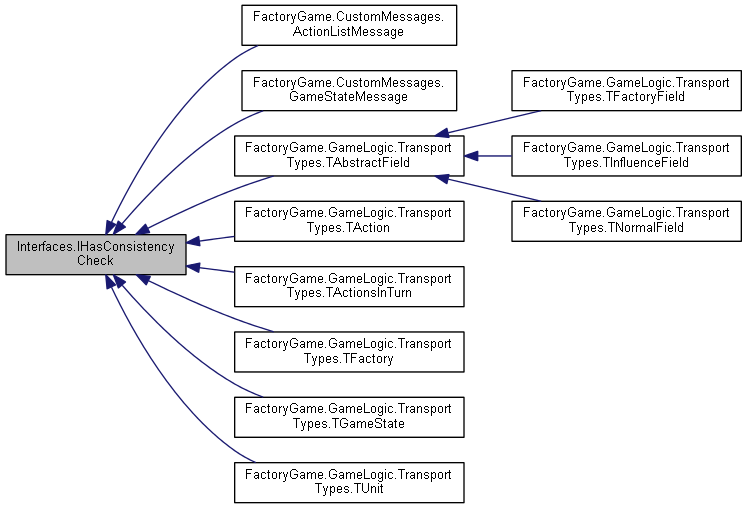 FactoryGame.CustomMessages.
ActionListMessage
FactoryGame.CustomMessages.
GameStateMessage
FactoryGame.GameLogic.Transport
Types.TFactoryField
FactoryGame.GameLogic.Transport
Types.TAbstractField
FactoryGame.GameLogic.Transport
Types.TInfluenceField
FactoryGame.GameLogic.Transport
Types.TAction
FactoryGame.GameLogic.Transport
Types.TNormalField
Interfaces.IHasConsistency
Check
FactoryGame.GameLogic.Transport
Types.TActionsInTurn
FactoryGame.GameLogic.Transport
Types.TFactory
FactoryGame.GameLogic.Transport
Types.TGameState
FactoryGame.GameLogic.Transport
Types.TUnit